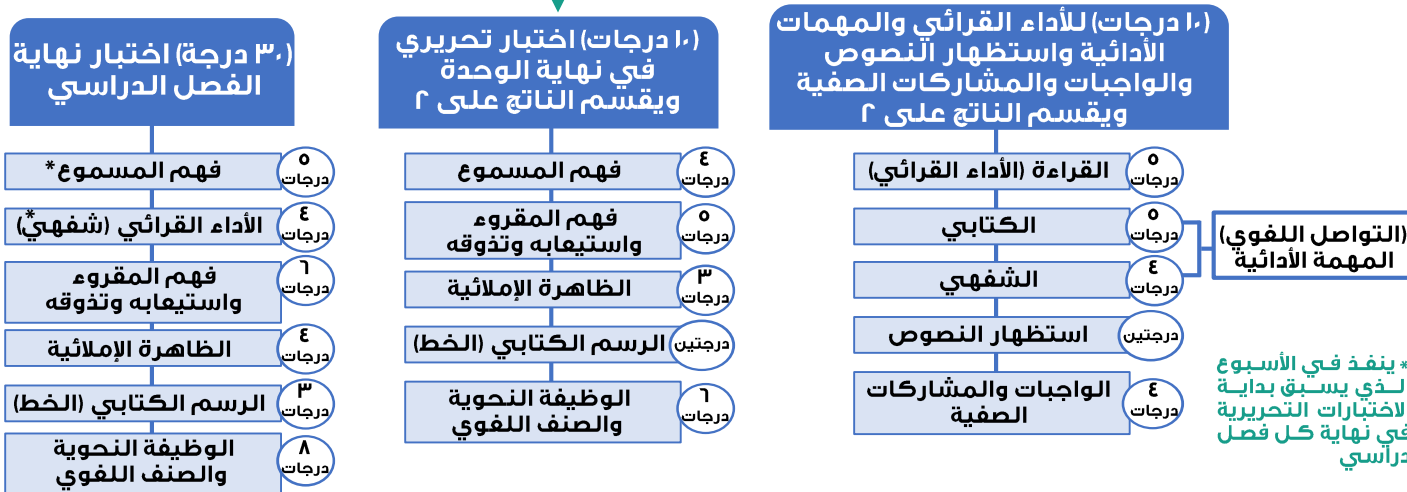 (١٠ درجات) للأداء القرائي والمهمات
الأدائية واستظهار النصوص
والواجبات والمشاركات الصفية
ويقسم الناتج على ٢
القراءة (الأداء القرائي)
٥
درجات
الكتابي
٥
درجات
الشفهي
٤
درجات
(التواصل اللغوي)
المهمة الأدائية
استظهار النصوص
درجتين
الواجبات والمشاركات
الصفية
٤
درجات
* ينفذ في الأسبوع
الــذي يســبق بدايــة
الاختبارات التحريرية
في نهاية كل فصل
دراسي
(١٠ درجات) اختبار تحريري
في نهاية الوحدة
ويقسم الناتج على ٢
فهم المسموع
٤
درجات
فهم المقروء
واستيعابه وتذوقه
٥
درجات
الظاهرة الإملائية
٣
درجات
الرسم الكتابي (الخط)
درجتين
الوظيفة النحوية
والصنف اللغوي
٦
درجات
(٣٠ درجة) اختبار نهاية
الفصل الدراسي
فهم المسموع*
٥
درجات
الأداء القرائي (شفهي*)
٤
درجات
فهم المقروء
واستيعابه وتذوقه
٦
درجات
الظاهرة الإملائية
٤
درجات
الرسم الكتابي (الخط)
٣
درجات
الوظيفة النحوية
والصنف اللغوي
٨
درجات